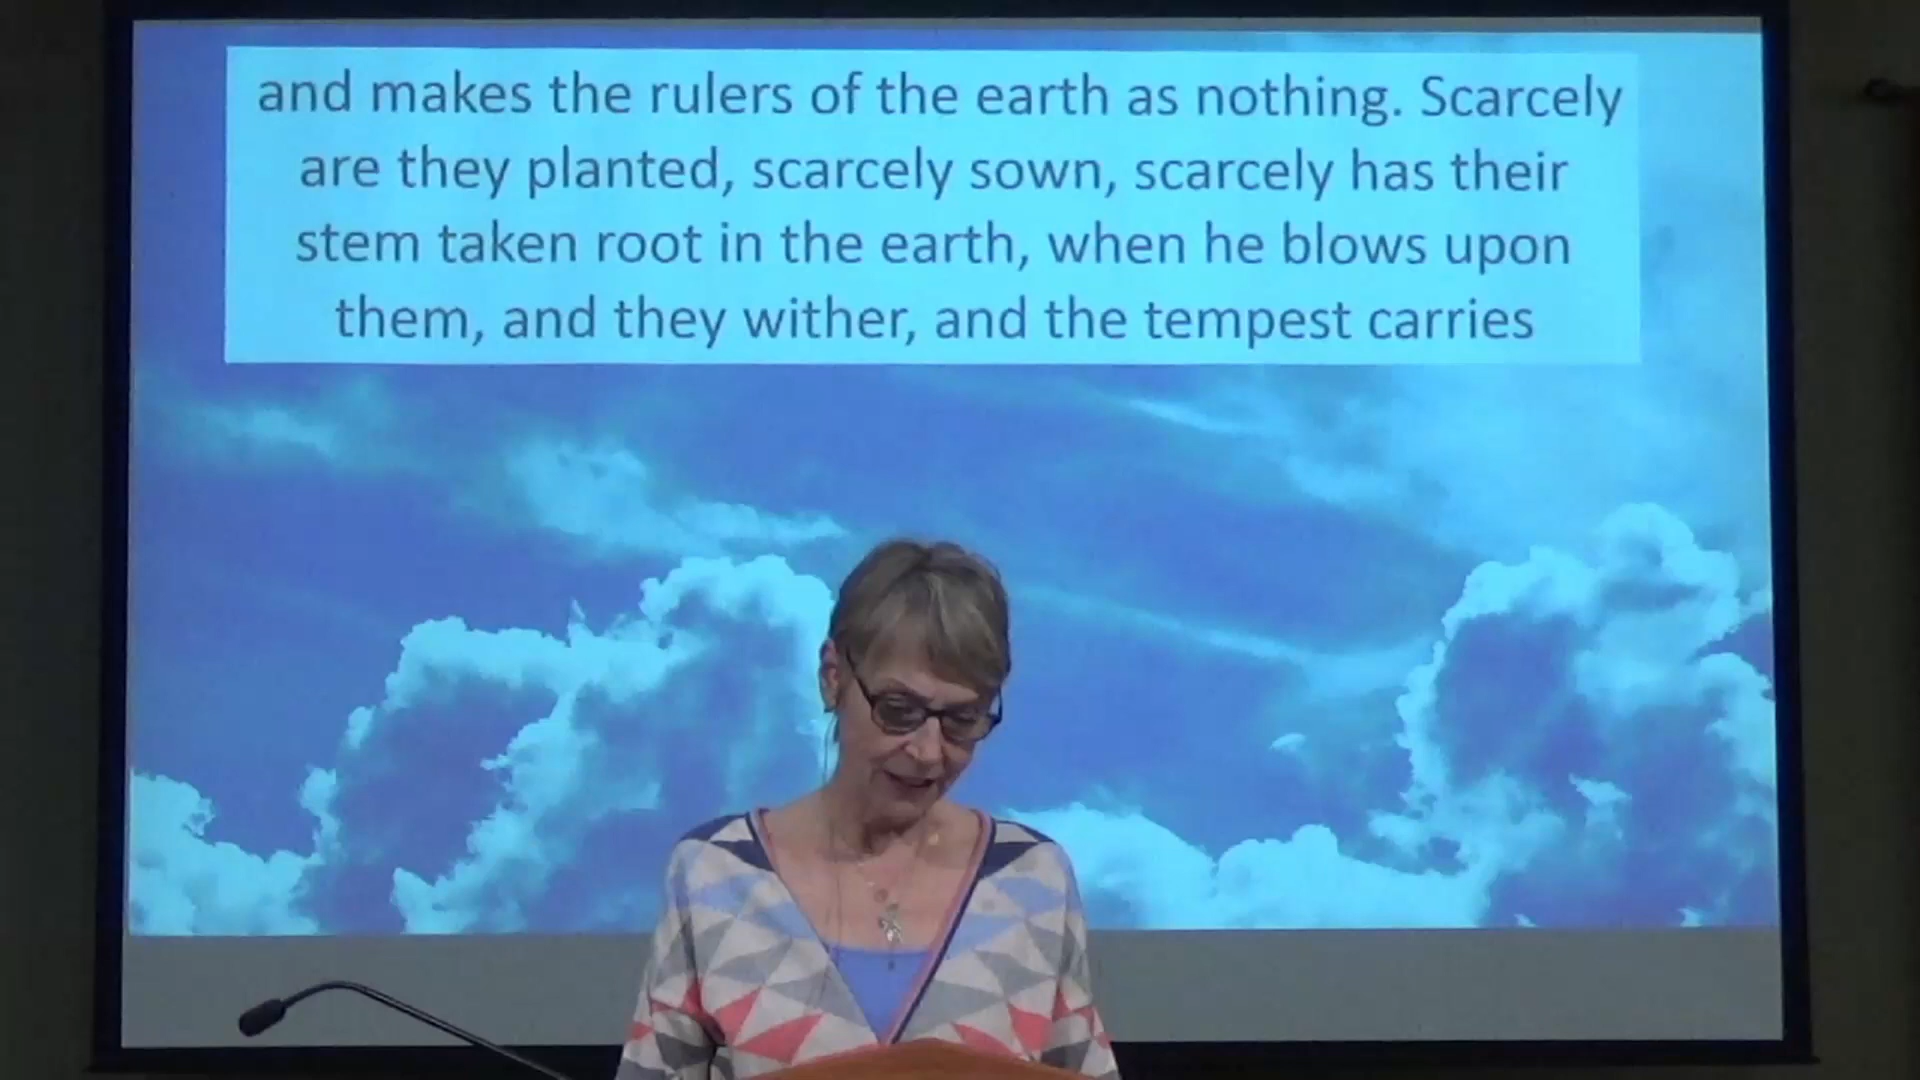 and makes the rulers of the earth as nothing. Scarcely
are they planted, scarcely sown, scarcely has their
stem taken root in the earth, when he blows upon
them, and they wither, and the tempest carries